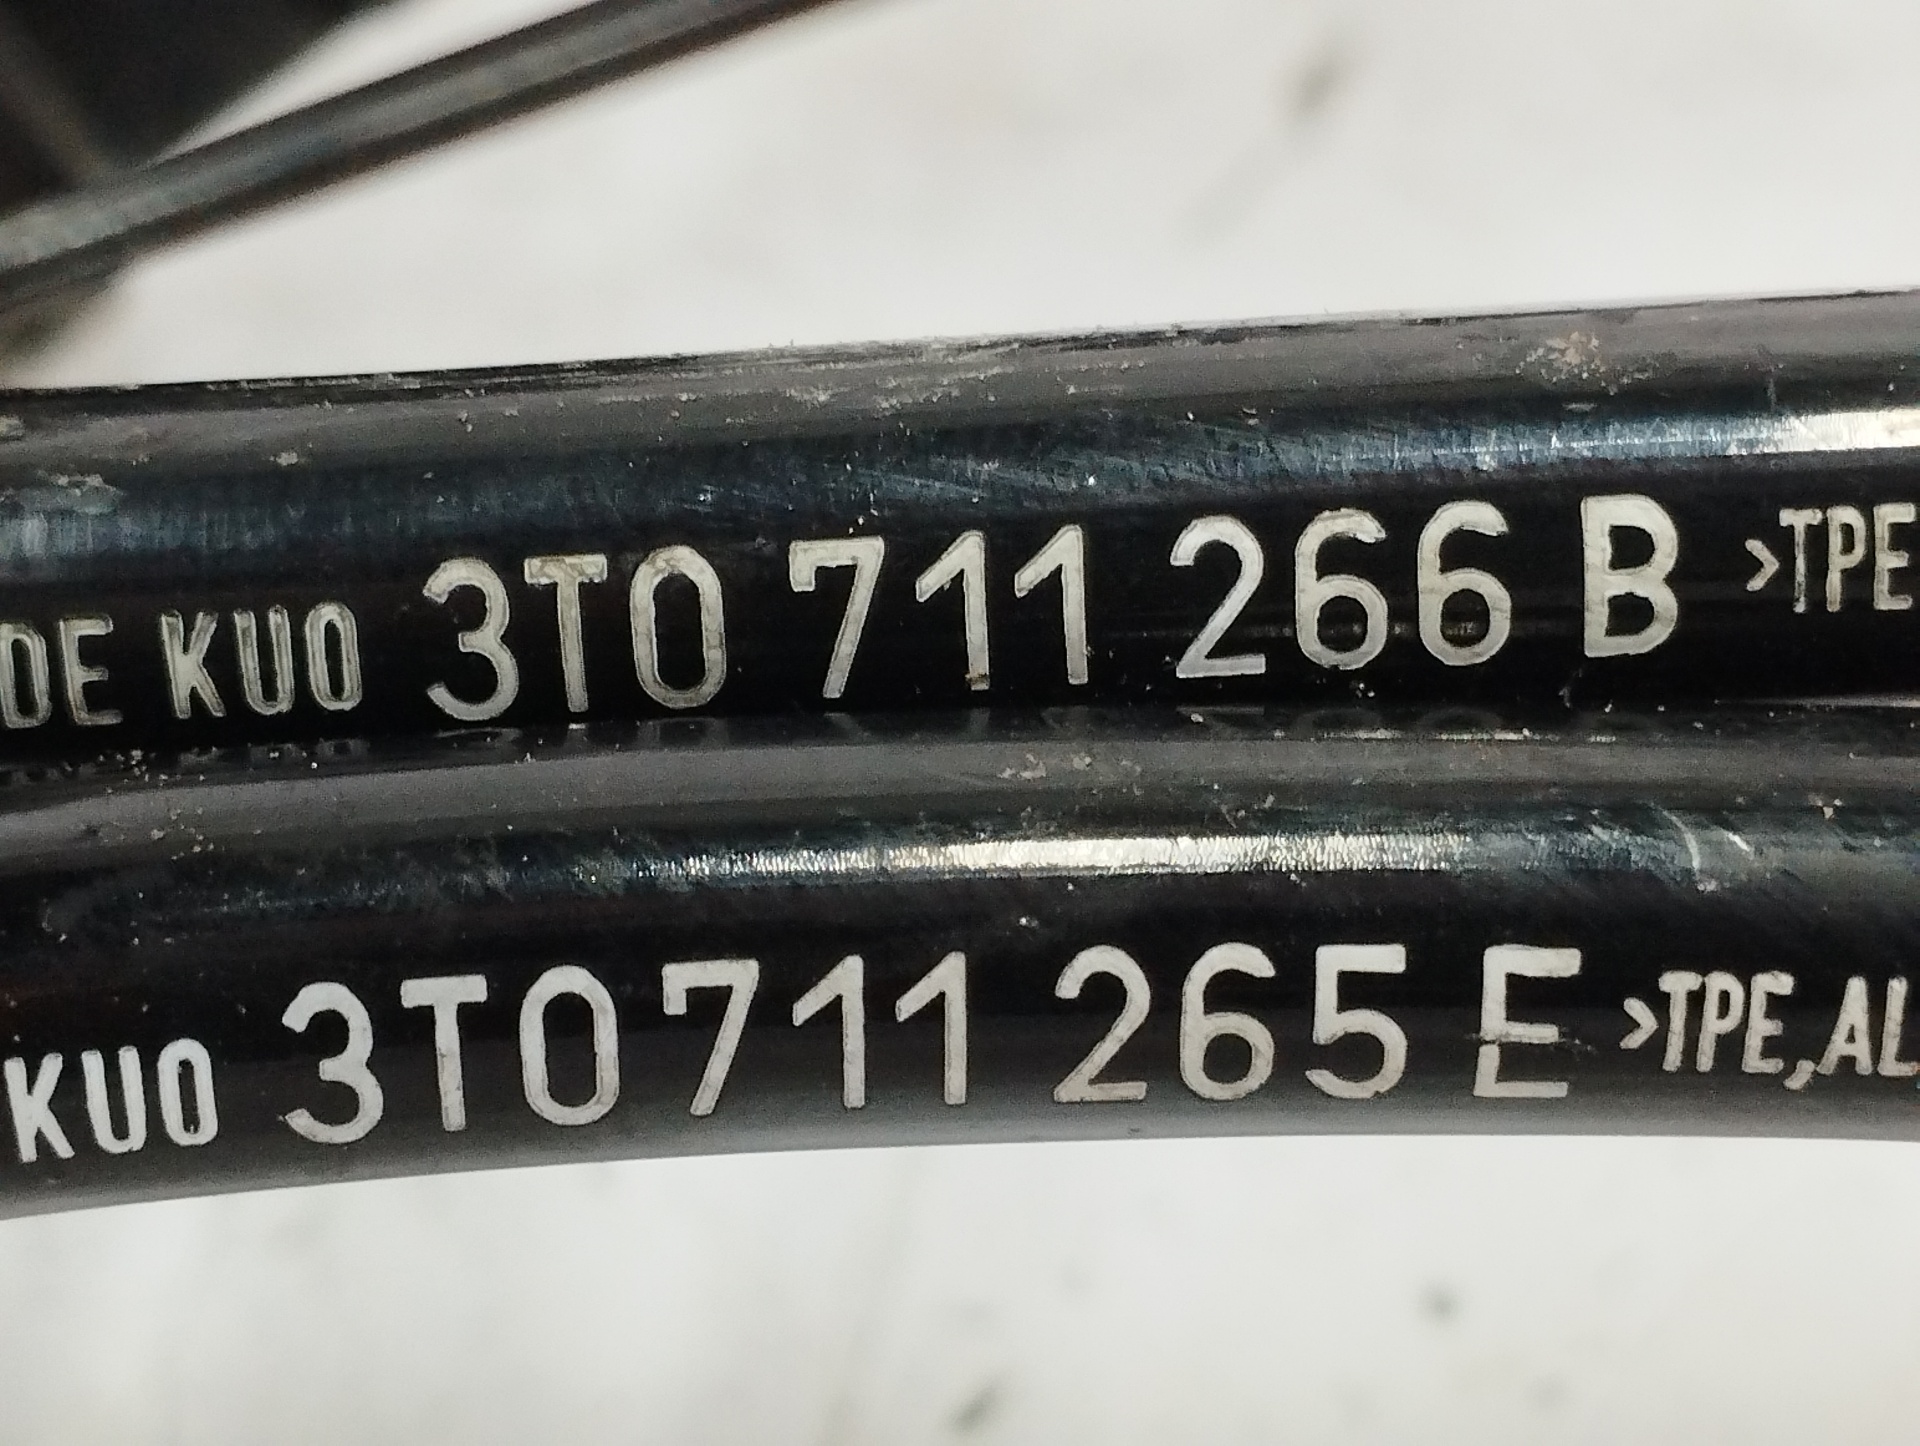 DE KUO 3T0 711 266 B >TPE
KUO 3T0 711 265 E >TPE,AL